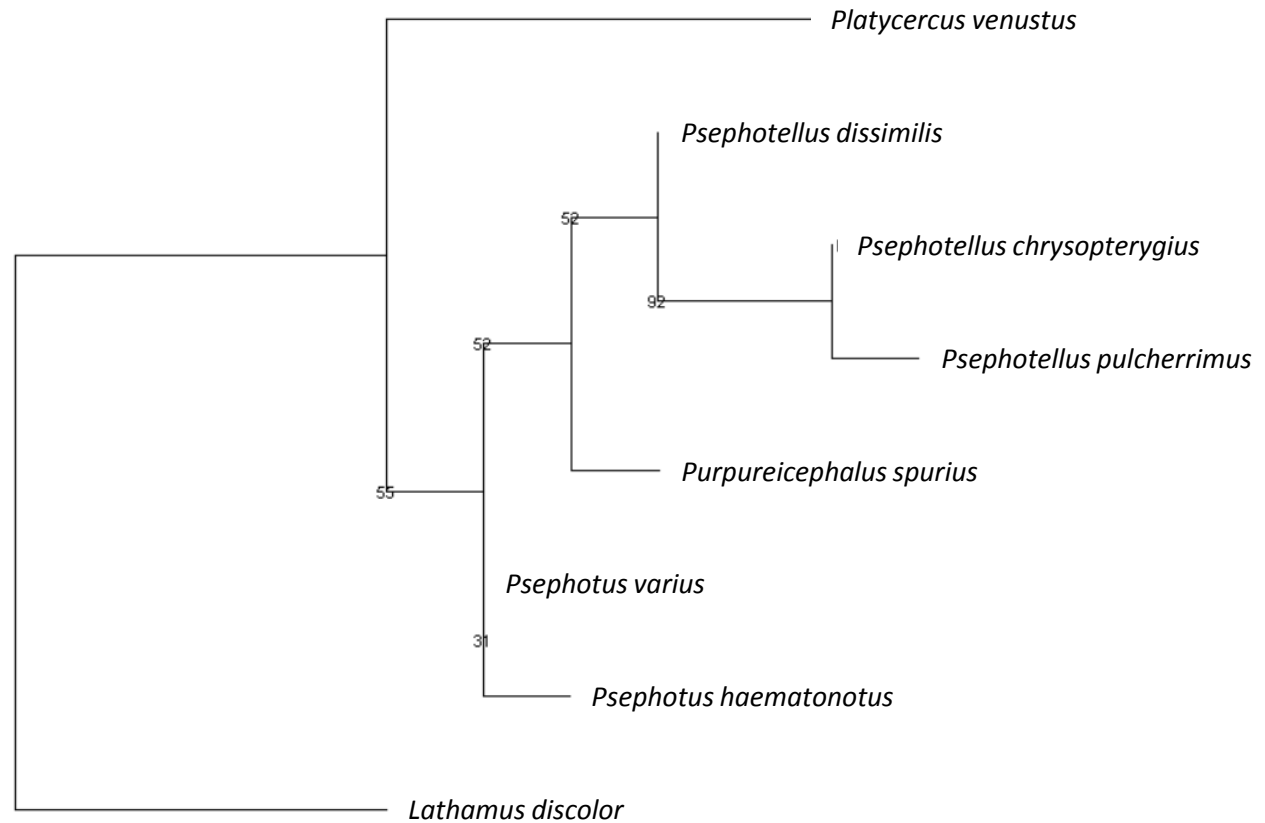 Platycercus venustus
Psephotellus dissimilis
52
Psephotellus chrysopterygius
92
52
Psephotellus pulcherrimus
Purpureicephalus spurius
55
Psephotus varius
31
Psephotus haematonotus
Lathamus discolor